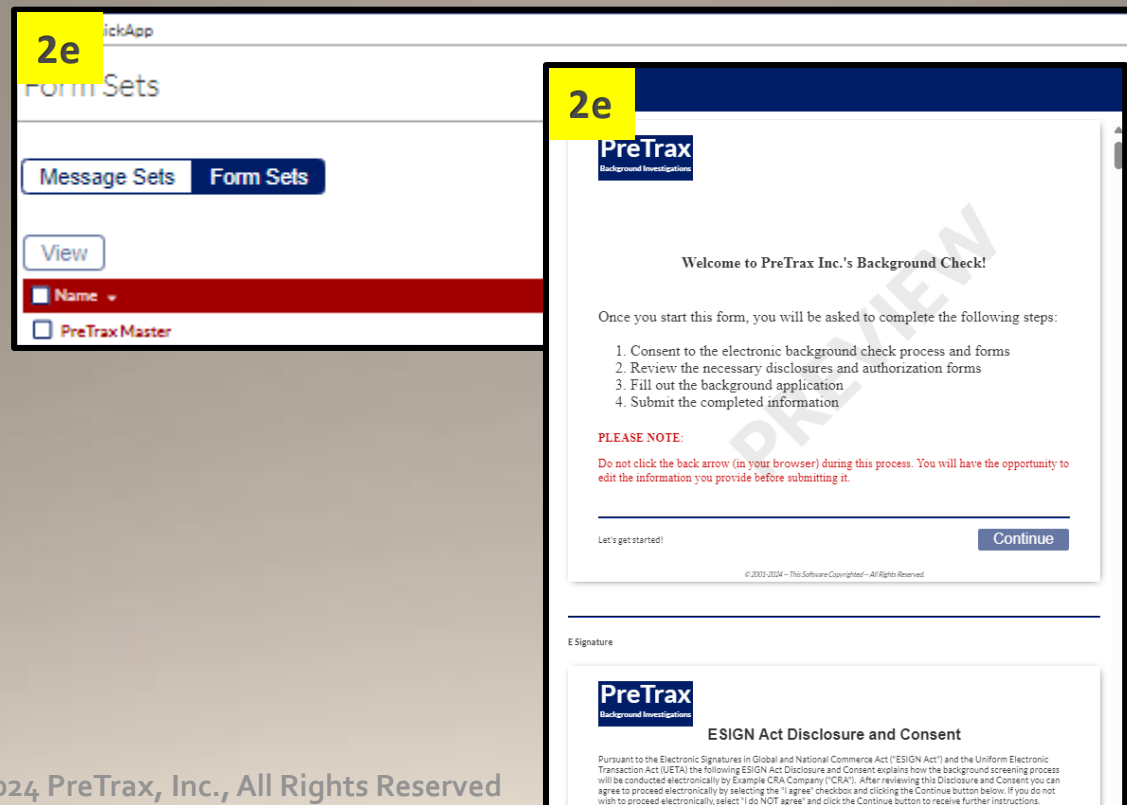 2e
ickApp
Form Sets
Message Sets Form Sets
View
Name
PreTrax Master
2e
PreTrax
Background Investigations
PREVIEW
Welcome to PreTrax Inc.'s Background Check!
Once you start this form, you will be asked to complete the following steps:
1. Consent to the electronic background check process and forms
2. Review the necessary disclosures and authorization forms
3. Fill out the background application
4. Submit the completed information
PLEASE NOTE:
Do not click the back arrow (in your browser) during this process. You will have the opportunity to
edit the information you provide before submitting it.
Let's get started!
Continue
© 2001-2024 – This Software Copyrighted – All Rights Reserved.
E Signature
PreTrax
Background Investigations
ESIGN Act Disclosure and Consent
Pursuant to the Electronic Signatures in Global and National Commerce Act ("ESIGN Act") and the Uniform Electronic
Transaction Act (UETA) the following ESIGN Act Disclosure and Consent explains how the background screening process
will be conducted electronically by Example CRA Company ("CRA"). After reviewing this Disclosure and Consent you can
agree to proceed electronically by selecting the "I agree" checkbox and clicking the Continue button below. If you do not
wish to proceed electronically, select "I do NOT agree" and click the Continue button to receive further instructions.
024 PreTrax, Inc., All Rights Reserved